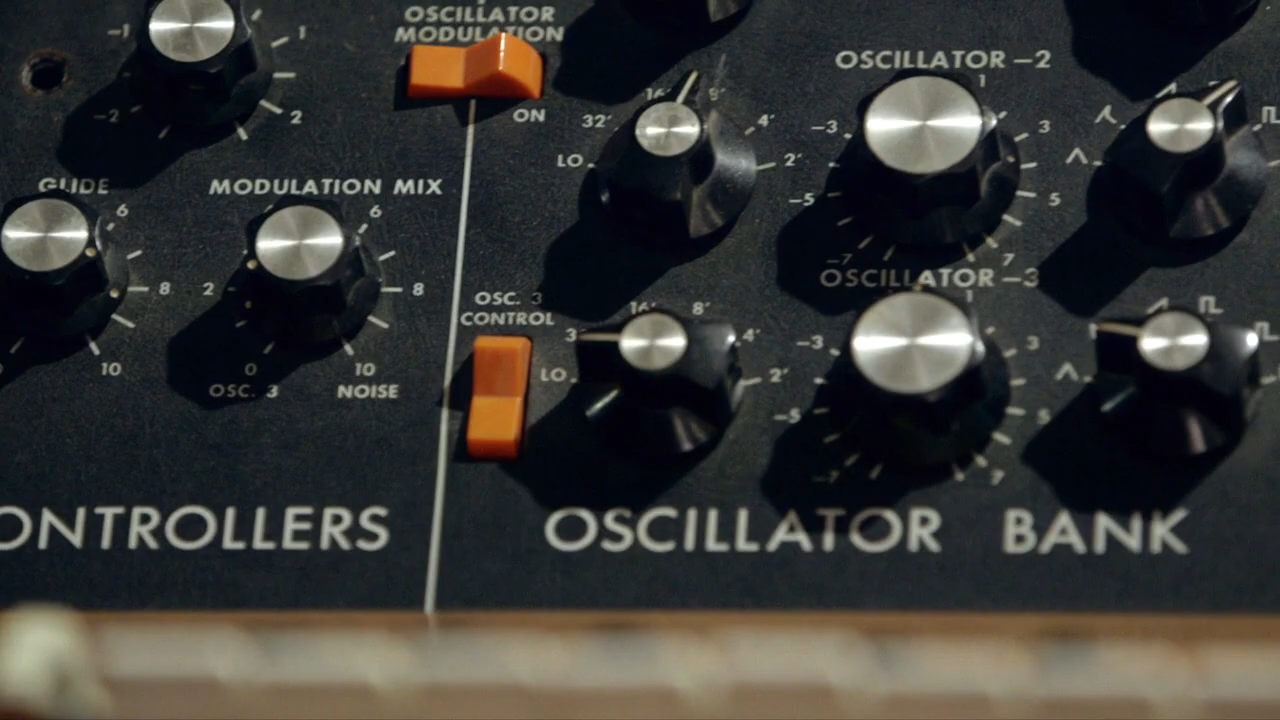 OSCILLATOR
MODULATION
ON
-1 1
-2 2
GLIDE
6
8
10
MODULATION MIX
6
2 8
0 10
OSC. 3 NOISE
16' 8'
32' 4'
LO 2'
OSCILLATOR -2
1
-3 3
-5 5
-7 7
OSC. 3
CONTROL
16' 8'
4'
LO 2'
OSCILLATOR -3
1
-3 3
-5 5
-7 7
ONTROLLERS
OSCILLATOR BANK